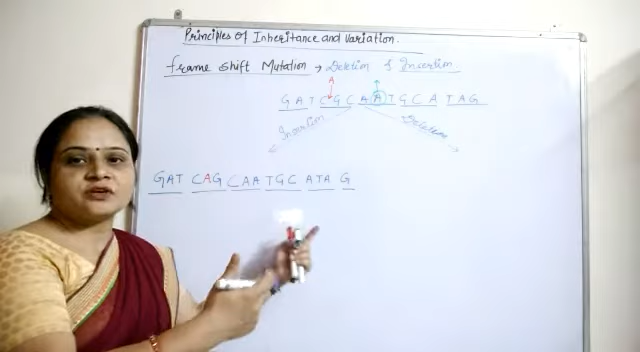 Principles of Inheritance and Variation.
frame shift Mutation → Deletion & Insertion
A
G A T C G C A A T G C A T A G
Insertion Deletion
GAT CAG CAA TGC ATA G